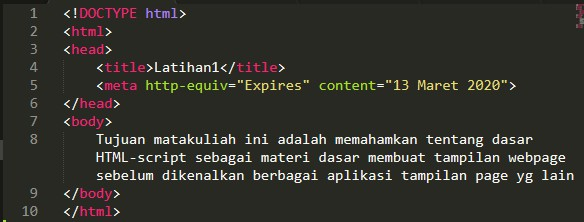 1 <!DOCTYPE html>
2 <html>
3 <head>
4 <title>Latihan1</title>
5 <meta http-equiv="Expires" content="13 Maret 2020">
6 </head>
7 <body>
8 Tujuan matakuliah ini adalah memahamkan tentang dasar
HTML-script sebagai materi dasar membuat tampilan webpage
sebelum dikenalkan berbagai aplikasi tampilan page yg lain
9 </body>
10 </html>